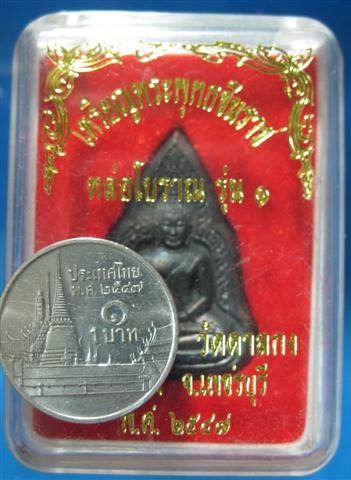 เหรียญพระพุทธชินราช
หล่อโบราณ รุ่น ๑
ประเทศไทย
พ.ศ. ๒๕๔๗
๑
1 บาท
วัดตาลกง
จ.เพชรบุรี
พ.ศ. ๒๕๔๗